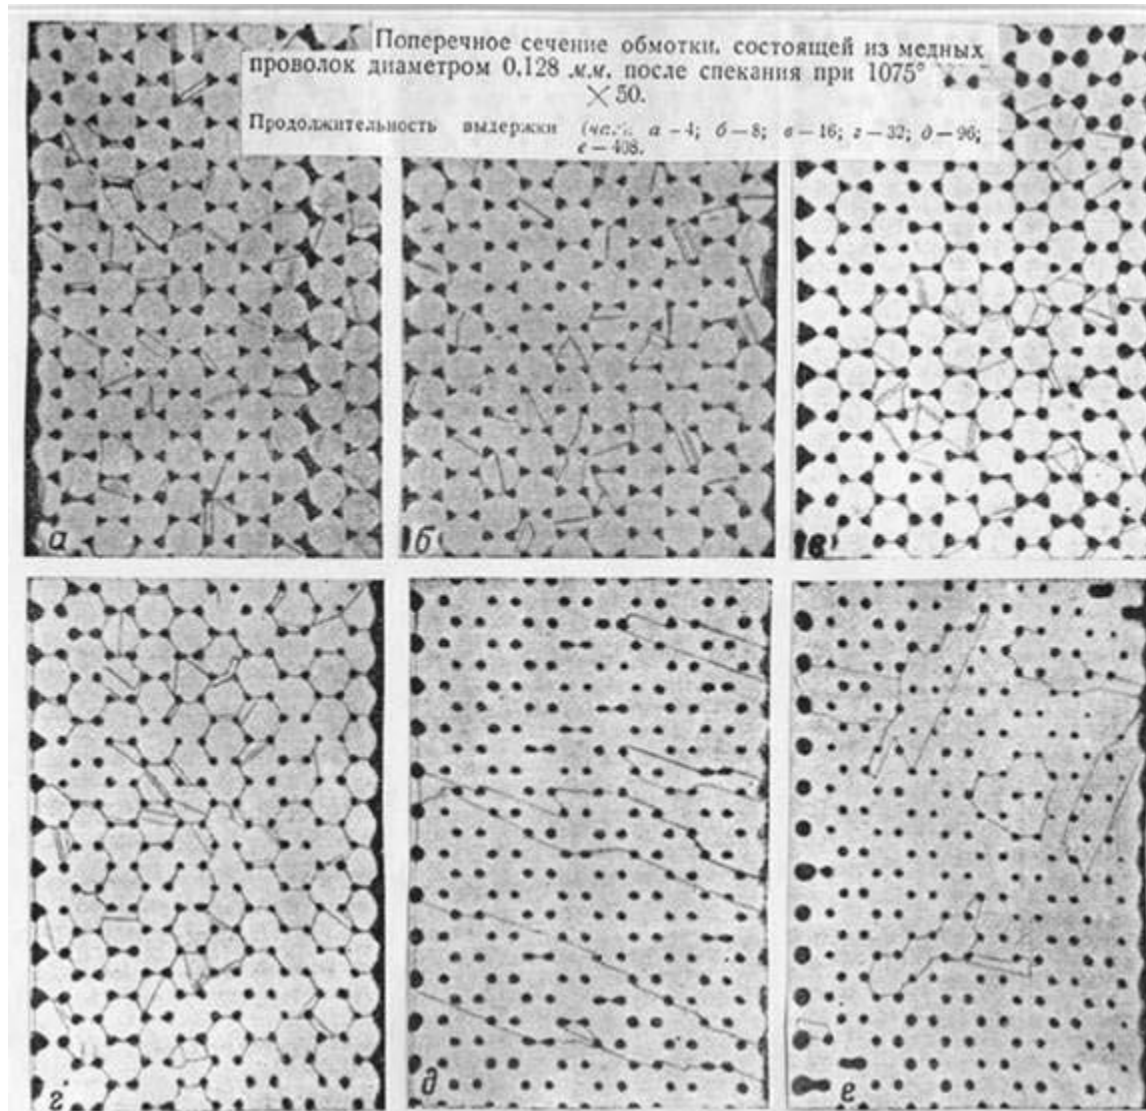 Поперечное сечение обмотки, состоящей из медных
проволок диаметром 0,128 мм, после спекания при 1075°
×50.
Продолжительность выдержки (час): а—4; б—8; в—16; г—32; д—96;
е—408.
а
б
в
г
д
е